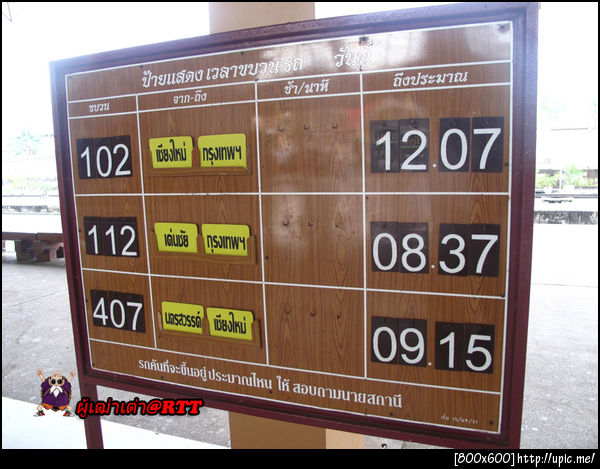 ป้ายแสดงเวลาขบวนรถ วันนี้
ขบวน จาก-ถึง ช้า/นาที ถึงประมาณ
102 เชียงใหม่ กรุงเทพฯ 12.07
112 เด่นชัย กรุงเทพฯ 08.37
407 นครสวรรค์ เชียงใหม่ 09.15
รถคันที่จะขึ้นอยู่ประมาณไหน ให้ สอบถามนายสถานี
ผู้เฒ่าเต่า@RTT
[800x600]http://upic.me/